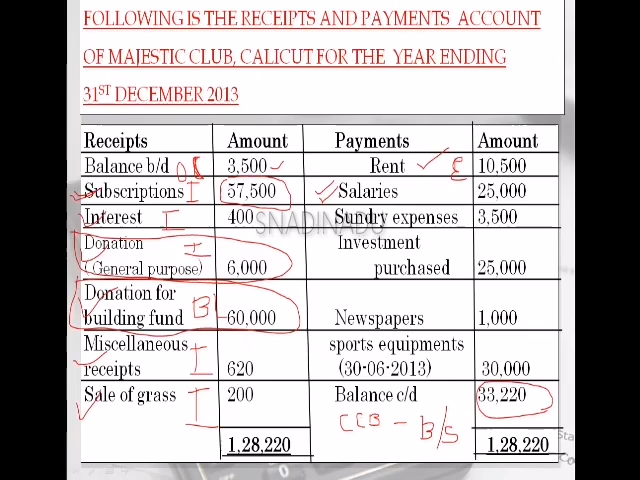 FOLLOWING IS THE RECEIPTS AND PAYMENTS ACCOUNT
OF MAJESTIC CLUB, CALICUT FOR THE YEAR ENDING
31ST DECEMBER 2013
Receipts Amount Payments Amount
Balance b/d 3,500 Rent E 10,500
Subscriptions I 57,500 Salaries 25,000
Interest I 400 Sundry expenses 3,500
SNADINADU
Donation I Investment
(General purpose) 6,000 purchased 25,000
Donation for
building fund B 60,000 Newspapers 1,000
Miscellaneous I sports equipments
receipts 620 (30-06-2013) 30,000
Sale of grass I 200 Balance c/d 33,220
CCB - B/S
1,28,220 1,28,220